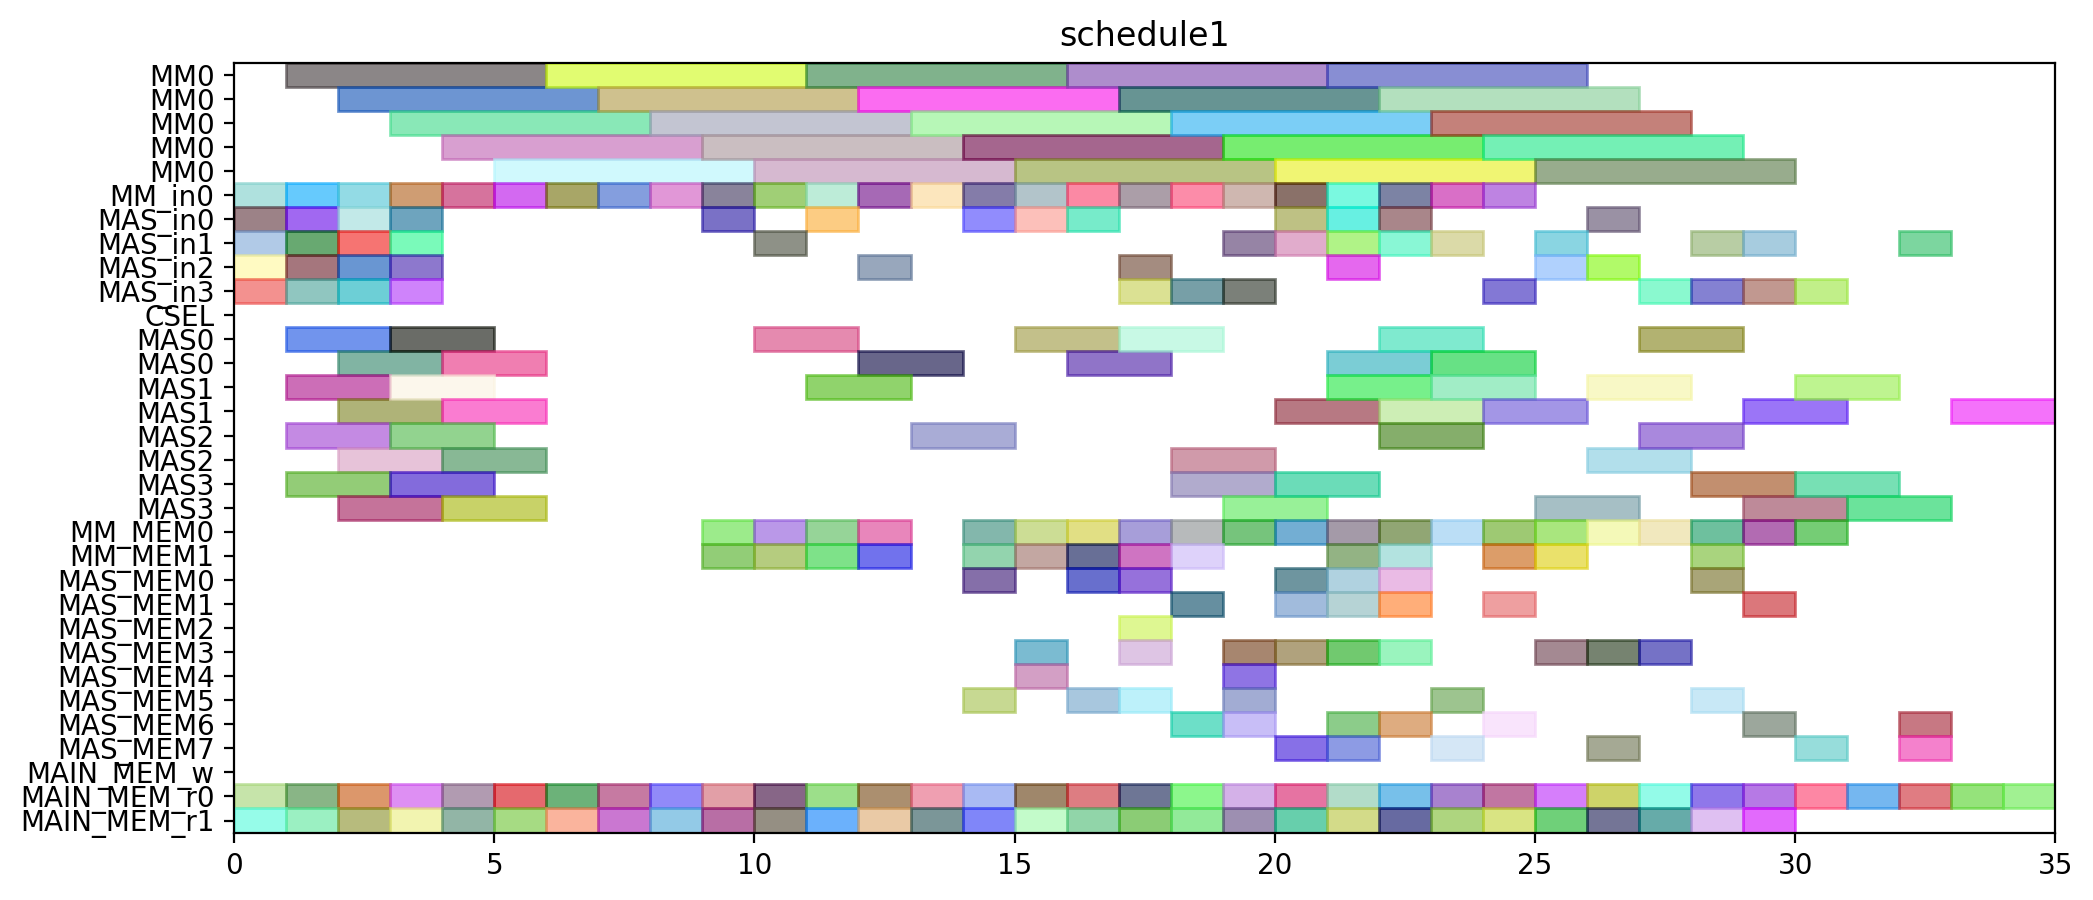 schedule1
MM0
MM0
MM0
MM0
MM0
MM_in0
MAS_in0
MAS_in1
MAS_in2
MAS_in3
CSEL
MAS0
MAS0
MAS1
MAS1
MAS2
MAS2
MAS3
MAS3
MM_MEM0
MM_MEM1
MAS_MEM0
MAS_MEM1
MAS_MEM2
MAS_MEM3
MAS_MEM4
MAS_MEM5
MAS_MEM6
MAS_MEM7
MAIN_MEM_w
MAIN_MEM_r0
MAIN_MEM_r1
0 5 10 15 20 25 30 35